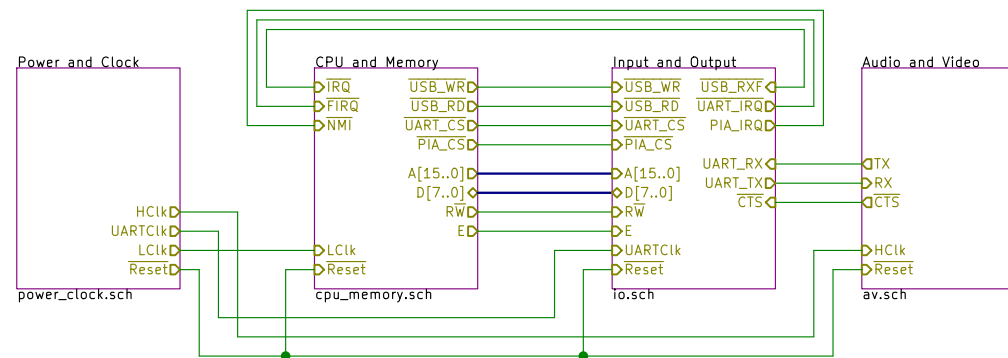 Power and Clock
HClk
UARTClk
LClk
Reset
power_clock.sch
CPU and Memory
IRQ
FIRQ
NMI
USB_WR
USB_RD
UART_CS
PIA_CS
A[15..0]
D[7..0]
RW
E
LClk
Reset
cpu_memory.sch
Input and Output
USB_WR
USB_RD
UART_CS
PIA_CS
A[15..0]
D[7..0]
RW
E
UARTClk
Reset
USB_RXF
UART_IRQ
PIA_IRQ
UART_RX
UART_TX
CTS
io.sch
Audio and Video
TX
RX
CTS
HClk
Reset
av.sch